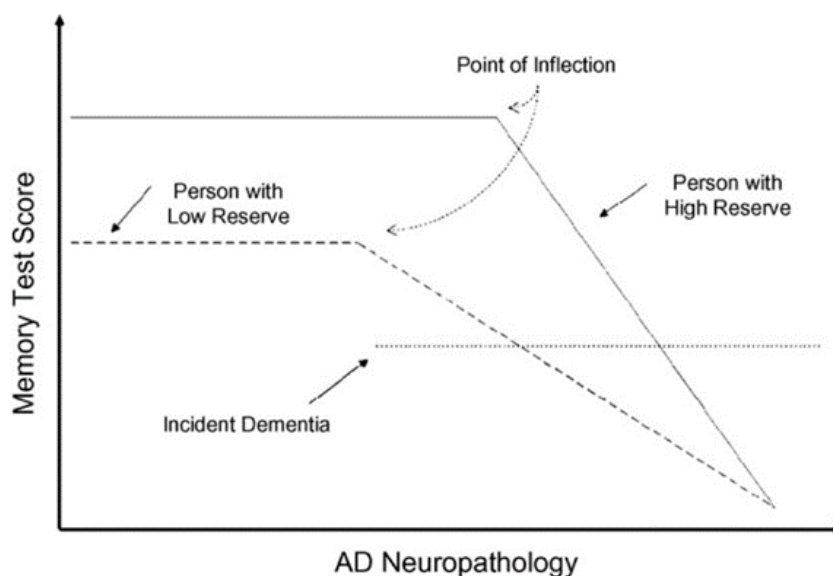 Point of Inflection
Person with
Low Reserve
Person with
High Reserve
Incident Dementia
Memory Test Score
AD Neuropathology